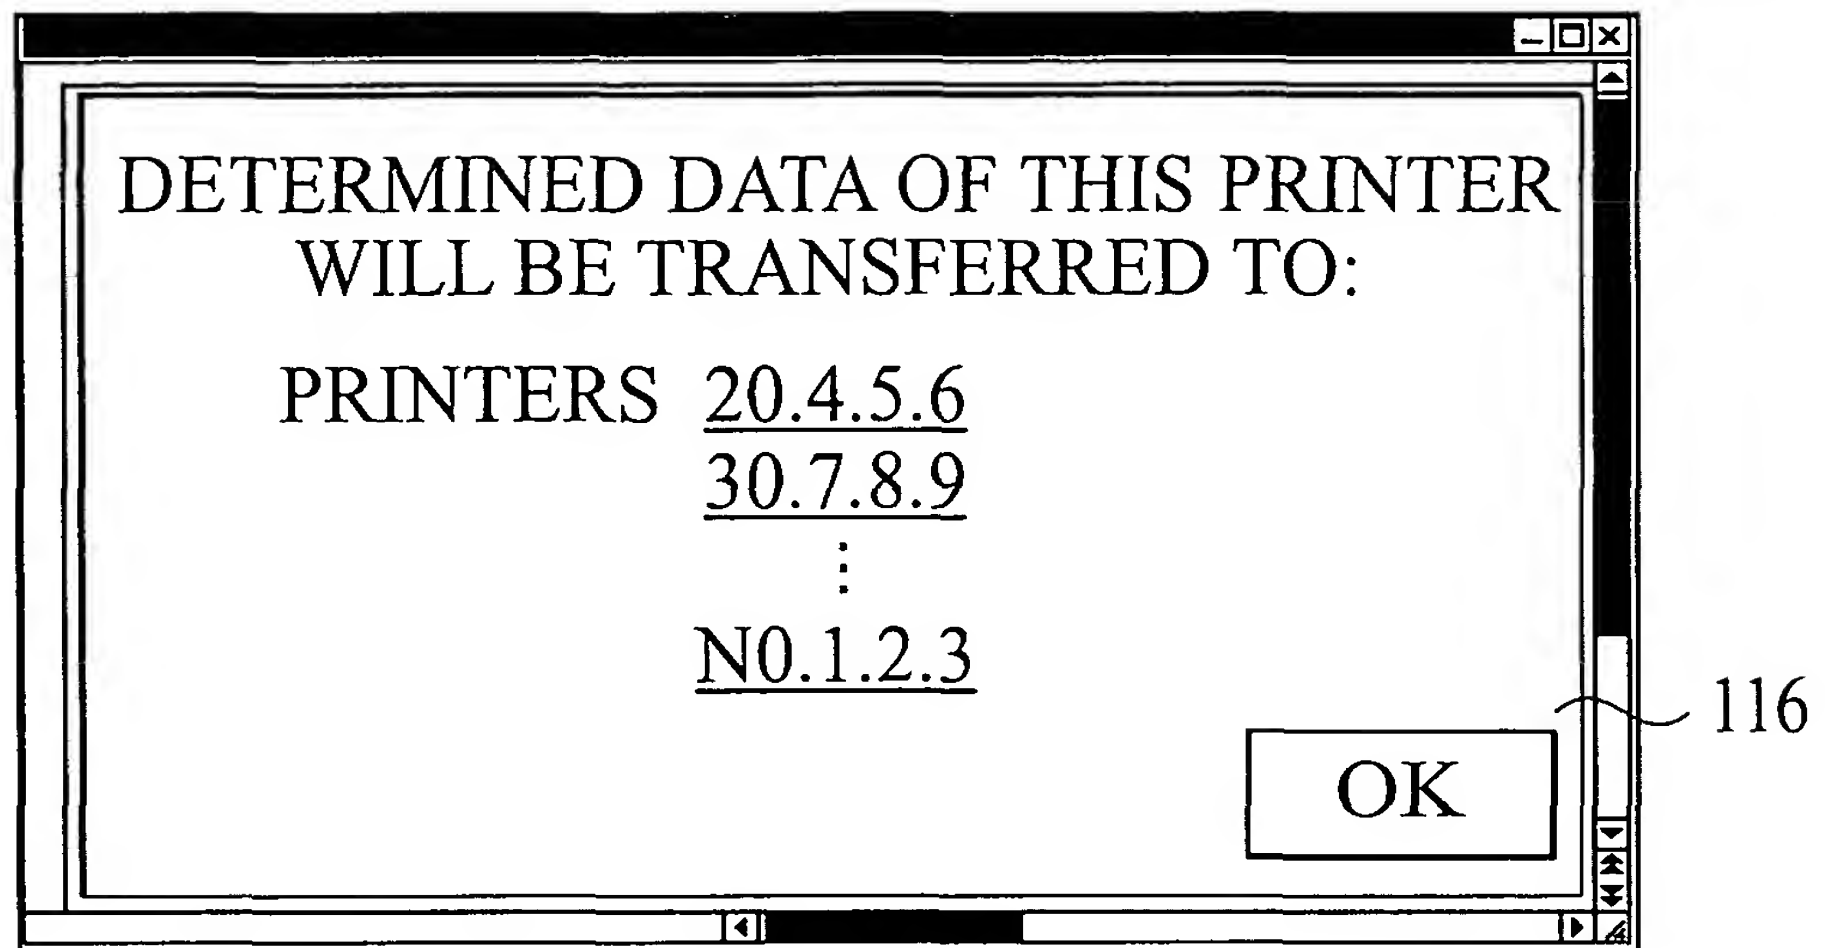 DETERMINED DATA OF THIS PRINTER
WILL BE TRANSFERRED TO:
PRINTERS 20.4.5.6
30.7.8.9
⋮
N0.1.2.3
116
OK